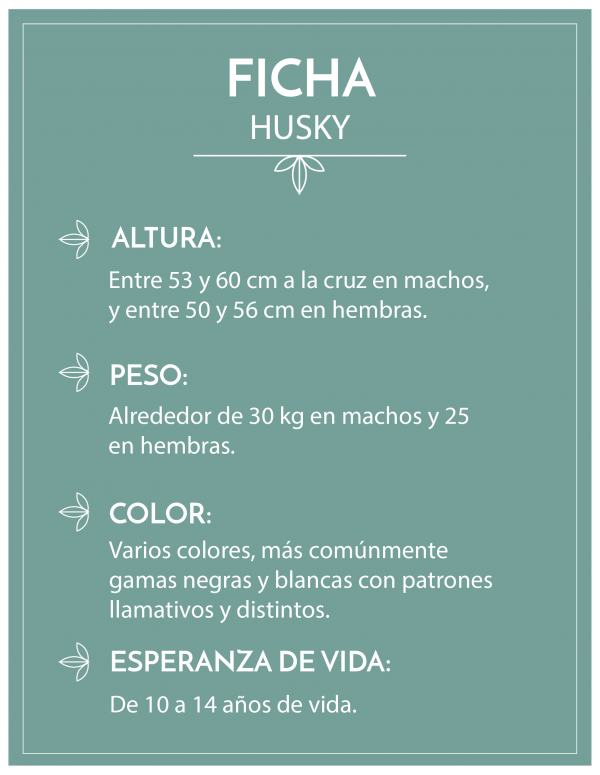 FICHA
HUSKY
ALTURA:
Entre 53 y 60 cm a la cruz en machos,
y entre 50 y 56 cm en hembras.
PESO:
Alrededor de 30 kg en machos y 25
en hembras.
COLOR:
Varios colores, más comúnmente
gamas negras y blancas con patrones
llamativos y distintos.
ESPERANZA DE VIDA:
De 10 a 14 años de vida.